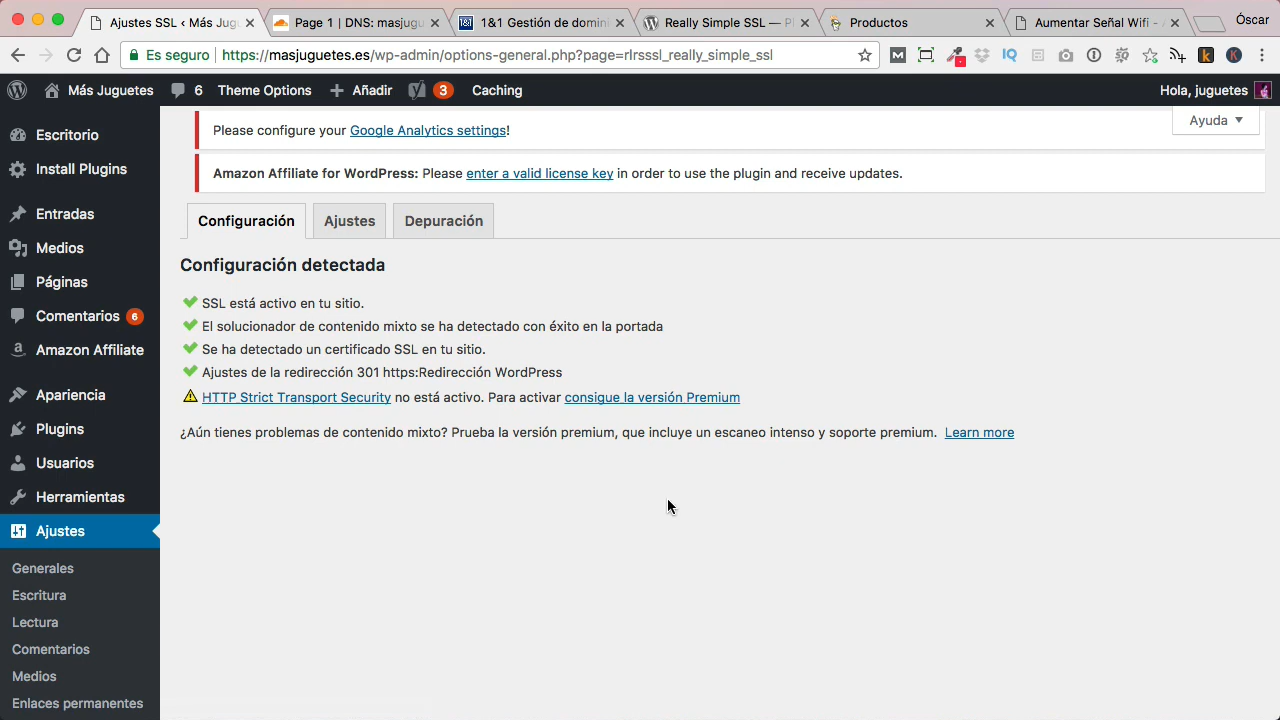 Ajustes SSL ‹ Más Jug
Page 1 | DNS: masjugu
1&1 Gestión de domini
Really Simple SSL — Pl
Productos
Aumentar Señal Wifi -
Óscar
Es seguro https://masjuguetes.es/wp-admin/options-general.php?page=rlrsssl_really_simple_ssl
Más Juguetes 6 Theme Options Añadir 3 Caching Hola, juguetes
Ayuda
Please configure your Google Analytics settings!
Amazon Affiliate for WordPress: Please enter a valid license key in order to use the plugin and receive updates.
Escritorio
Install Plugins
Entradas
Medios
Páginas
Comentarios 6
Amazon Affiliate
Apariencia
Plugins
Usuarios
Herramientas
Ajustes
Generales
Escritura
Lectura
Comentarios
Medios
Enlaces permanentes
Configuración Ajustes Depuración
Configuración detectada
SSL está activo en tu sitio.
El solucionador de contenido mixto se ha detectado con éxito en la portada
Se ha detectado un certificado SSL en tu sitio.
Ajustes de la redirección 301 https:Redirección WordPress
HTTP Strict Transport Security no está activo. Para activar consigue la versión Premium
¿Aún tienes problemas de contenido mixto? Prueba la versión premium, que incluye un escaneo intenso y soporte premium. Learn more